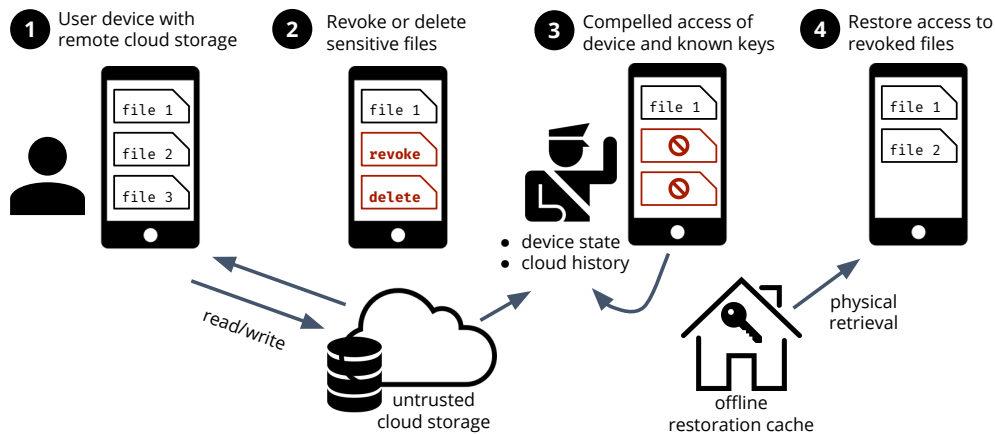 1
User device with
remote cloud storage
file 1
file 2
file 3
2
Revoke or delete
sensitive files
file 1
revoke
delete
3
Compelled access of
device and known keys
file 1
• device state
• cloud history
4
Restore access to
revoked files
file 1
file 2
read/write
untrusted
cloud storage
physical
retrieval
offline
restoration cache